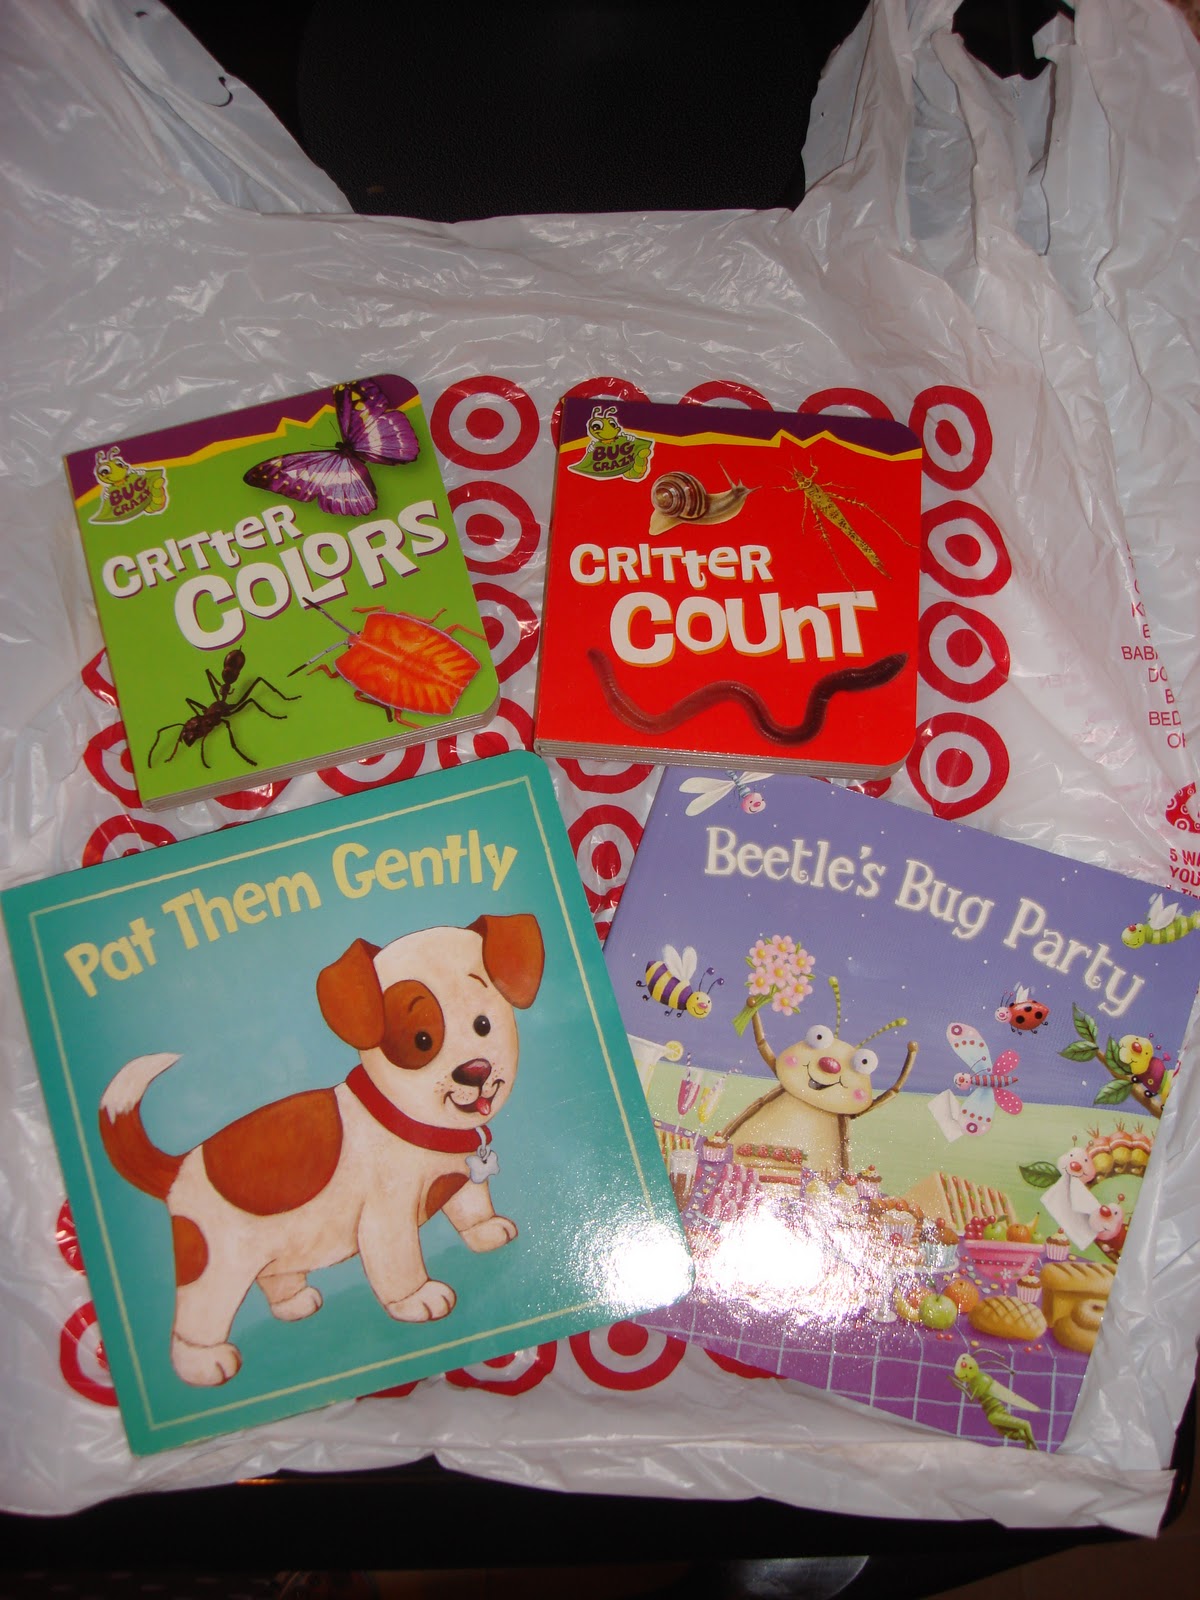 BUG
CRAZY
CRITTER
COLORS
BUG
CRAZY
CRITTER
COUNT
Pat Them Gently
Beetle's Bug Party